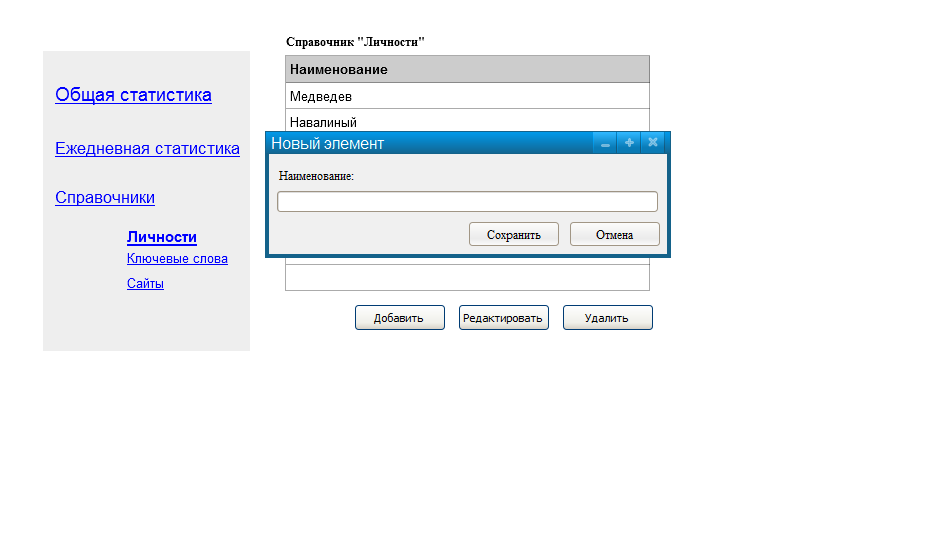 Справочник "Личности"
Наименование
Общая статистика
Медведев
Навалиный
Новый элемент
Ежедневная статистика
Наименование:
Справочники
Личности
Сохранить Отмена
Ключевые слова
Сайты
Добавить Редактировать Удалить